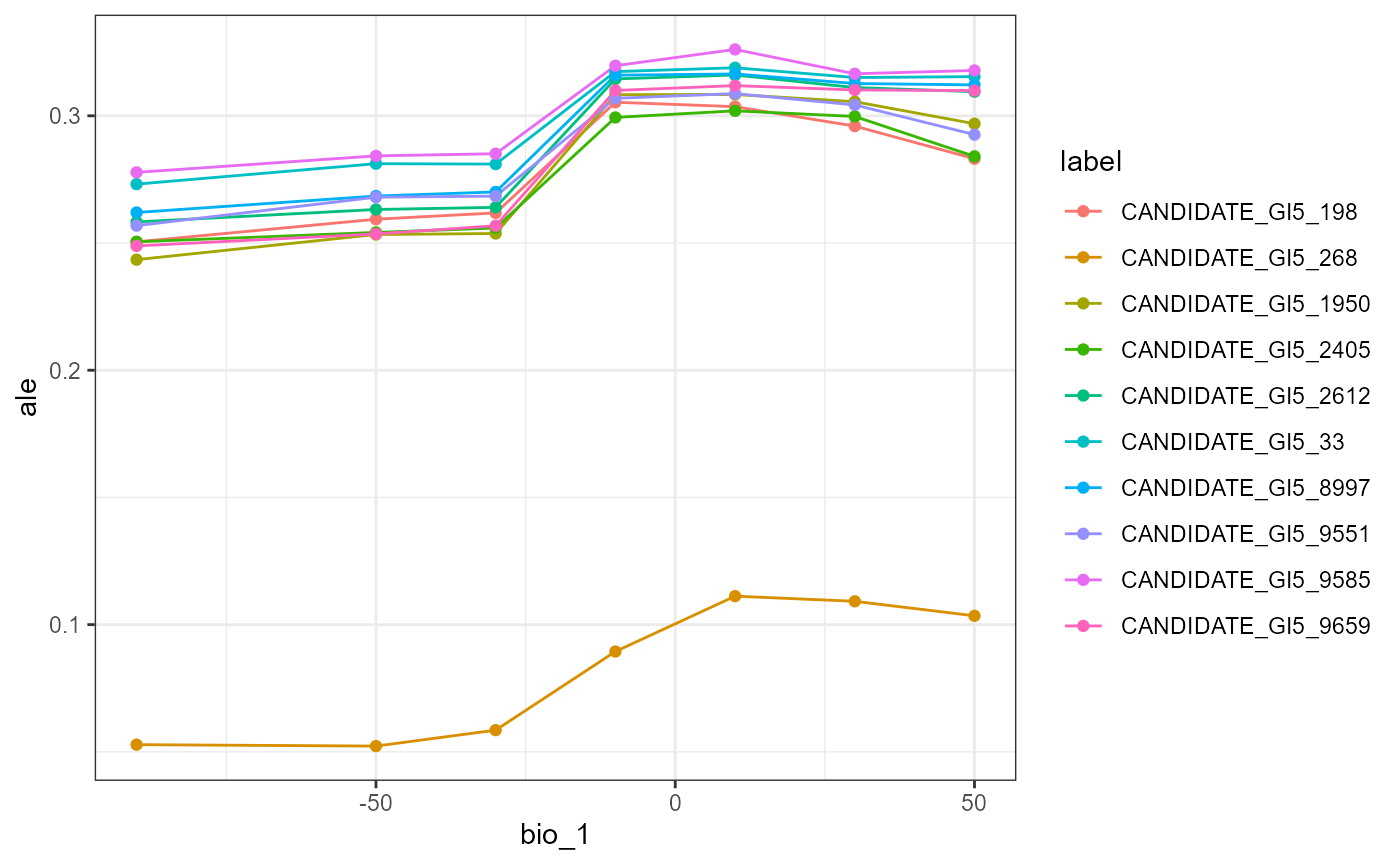 0.3
0.2
0.1
ale
-50
0
50
bio_1
label
CANDIDATE_GI5_198
CANDIDATE_GI5_268
CANDIDATE_GI5_1950
CANDIDATE_GI5_2405
CANDIDATE_GI5_2612
CANDIDATE_GI5_33
CANDIDATE_GI5_8997
CANDIDATE_GI5_9551
CANDIDATE_GI5_9585
CANDIDATE_GI5_9659